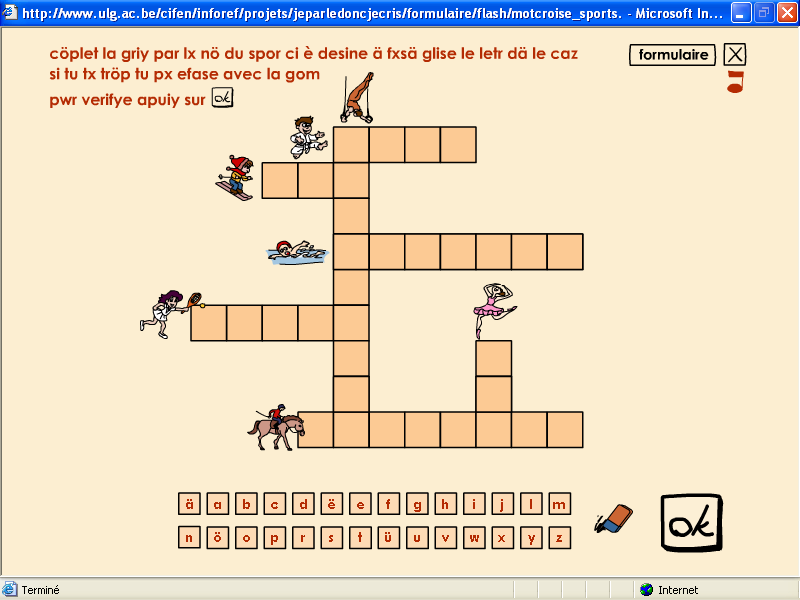 http://www.ulg.ac.be/cifen/inforef/projets/jeparledoncjecris/formulaire/flash/motcroise_sports. - Microsoft In...
cöplet la griy par lx nö du spor ci è desine ä fxsä glise le letr dä le caz
si tu tx tröp tu px efase avec la gom
pwr verifye apuiy sur ok
formulaire X
ä a b c d ë e f g h i j l m
n ö o p r s t ü u v w x y z
ok
Terminé Internet